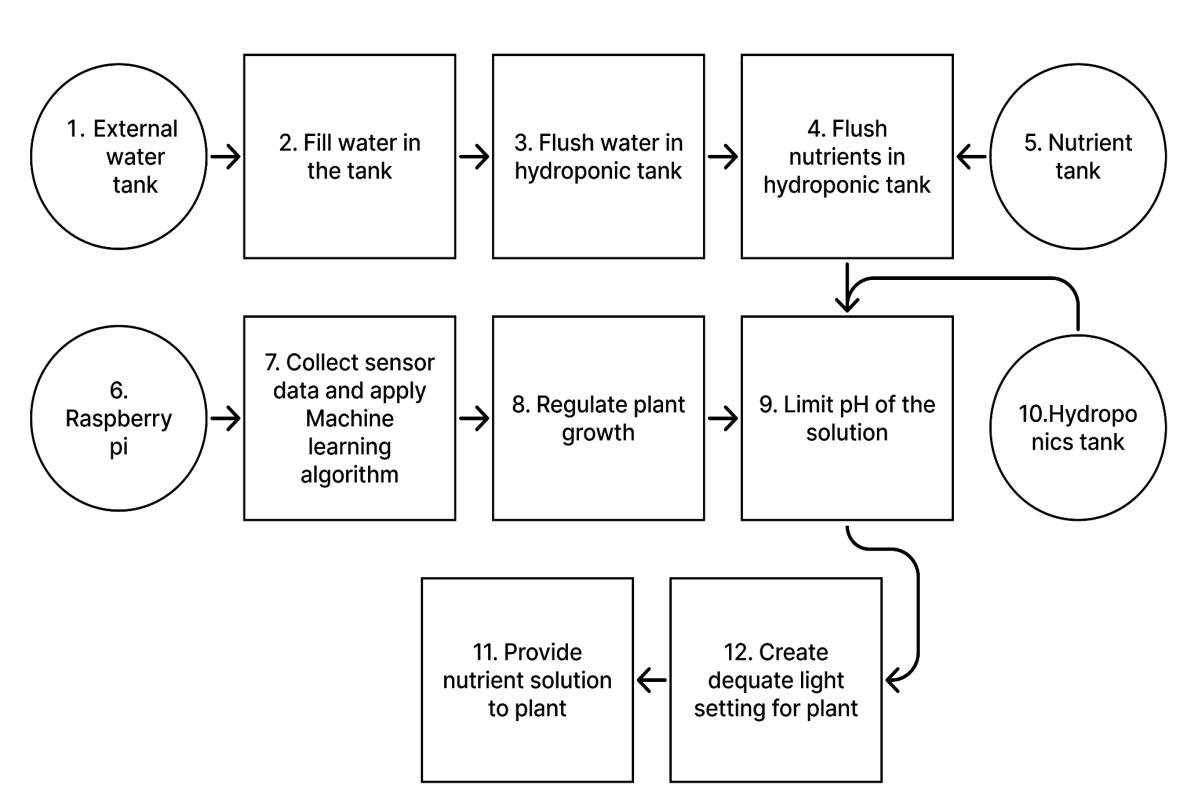 1. External
water
tank
2. Fill water in
the tank
3. Flush water in
hydroponic tank
4. Flush
nutrients in
hydroponic tank
5. Nutrient
tank
6.
Raspberry
pi
7. Collect sensor
data and apply
Machine
learning
algorithm
8. Regulate plant
growth
9. Limit pH of the
solution
10.Hydropo
nics tank
11. Provide
nutrient solution
to plant
12. Create
dequate light
setting for plant